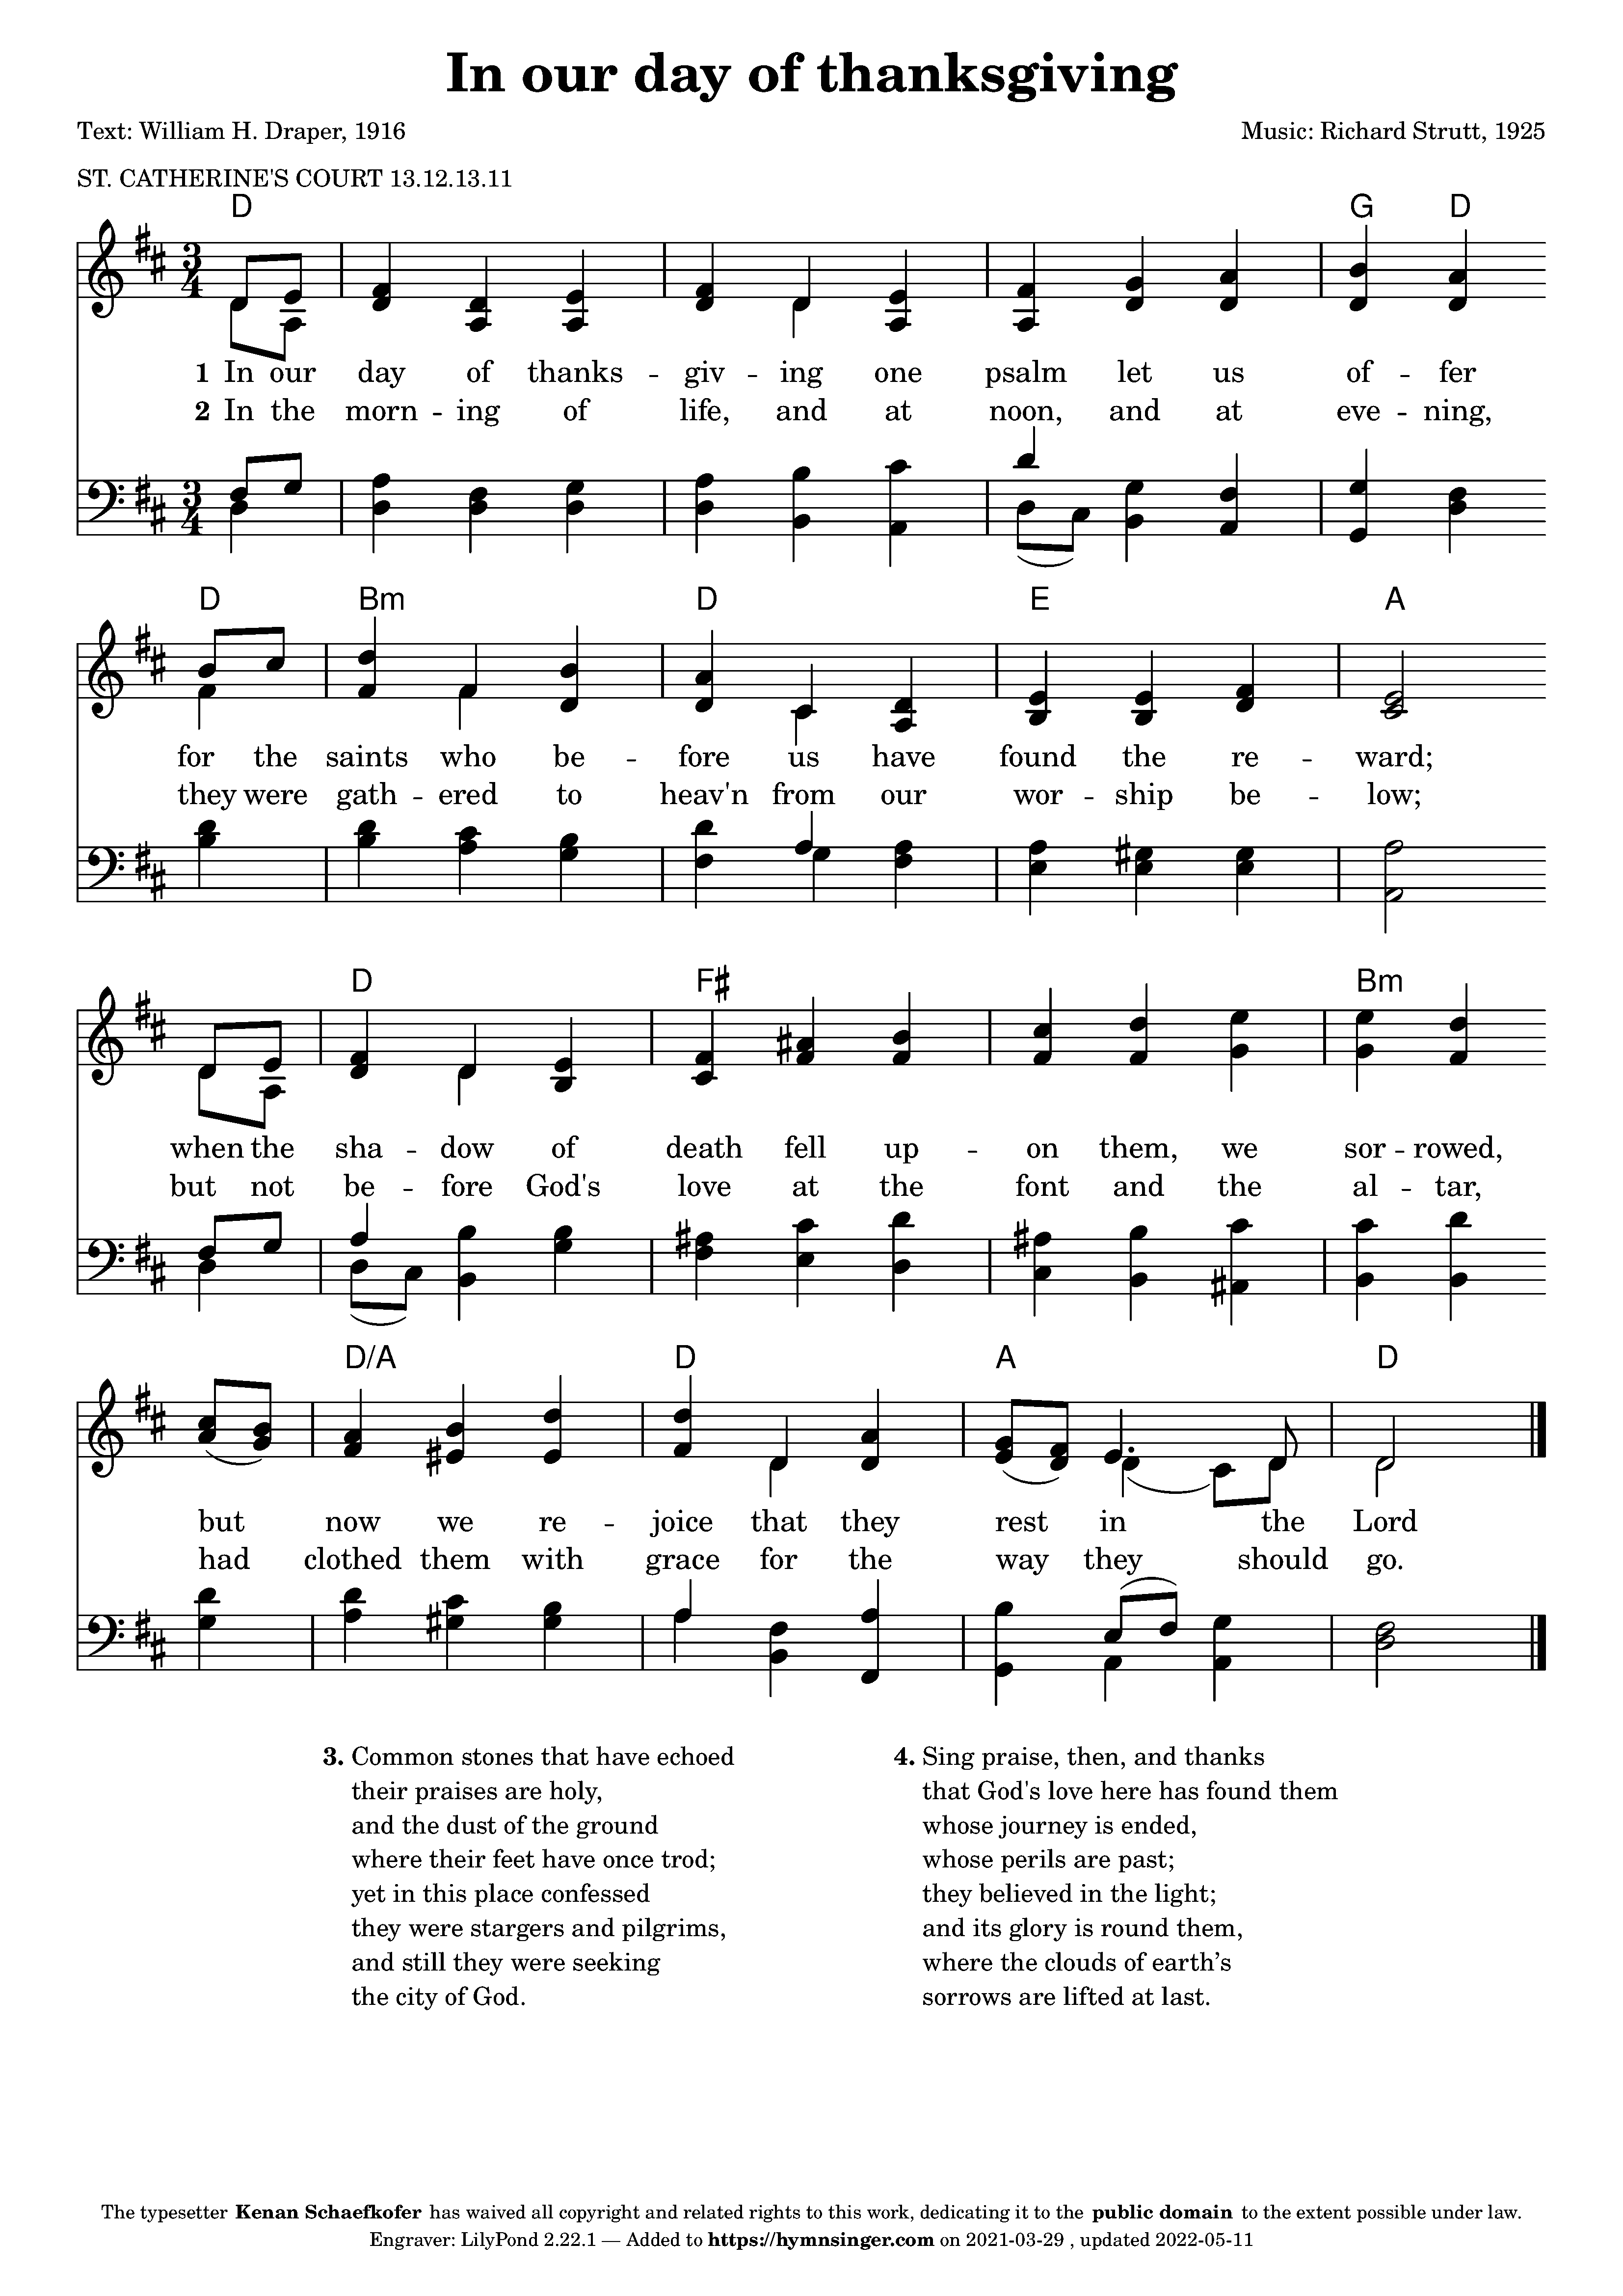 In our day of thanksgiving
Text: William H. Draper, 1916
Music: Richard Strutt, 1925
ST. CATHERINE'S COURT 13.12.13.11
D G D
3 4
1 In our day of thanks - giv - ing one psalm let us of - fer
2 In the morn - ing of life, and at noon, and at eve - ning,
3 4
D Bm D E A
for the saints who be - fore us have found the re - ward;
they were gath - ered to heav'n from our wor - ship be - low;
D F♯ Bm
when the sha - dow of death fell up - on them, we sor - rowed,
but not be - fore God's love at the font and the al - tar,
D/A D A D
but now we re - joice that they rest in the Lord
had clothed them with grace for the way they should go.
3. Common stones that have echoed
their praises are holy,
and the dust of the ground
where their feet have once trod;
yet in this place confessed
they were stargers and pilgrims,
and still they were seeking
the city of God.
4. Sing praise, then, and thanks
that God's love here has found them
whose journey is ended,
whose perils are past;
they believed in the light;
and its glory is round them,
where the clouds of earth’s
sorrows are lifted at last.
The typesetter Kenan Schaefkofer has waived all copyright and related rights to this work, dedicating it to the public domain to the extent possible under law.
Engraver: LilyPond 2.22.1 — Added to https://hymnsinger.com on 2021-03-29 , updated 2022-05-11